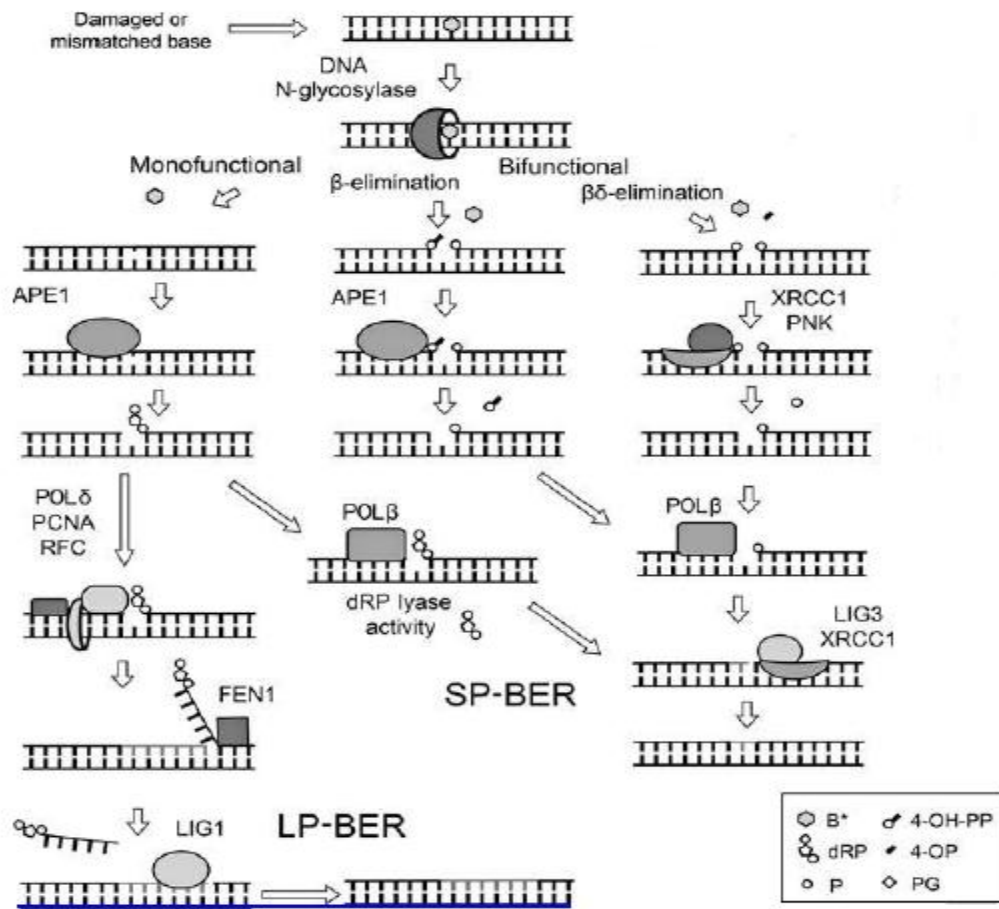 Damaged or
mismatched base
DNA
N-glycosylase
Monofunctional
β-elimination
Bifunctional
βδ-elimination
APE1
APE1
XRCC1
PNK
POLδ
PCNA
RFC
POLβ
POLβ
dRP lyase
activity
LIG3
XRCC1
FEN1
SP-BER
LIG1
LP-BER
B*
4-OH-PP
dRP
4-OP
P
PG